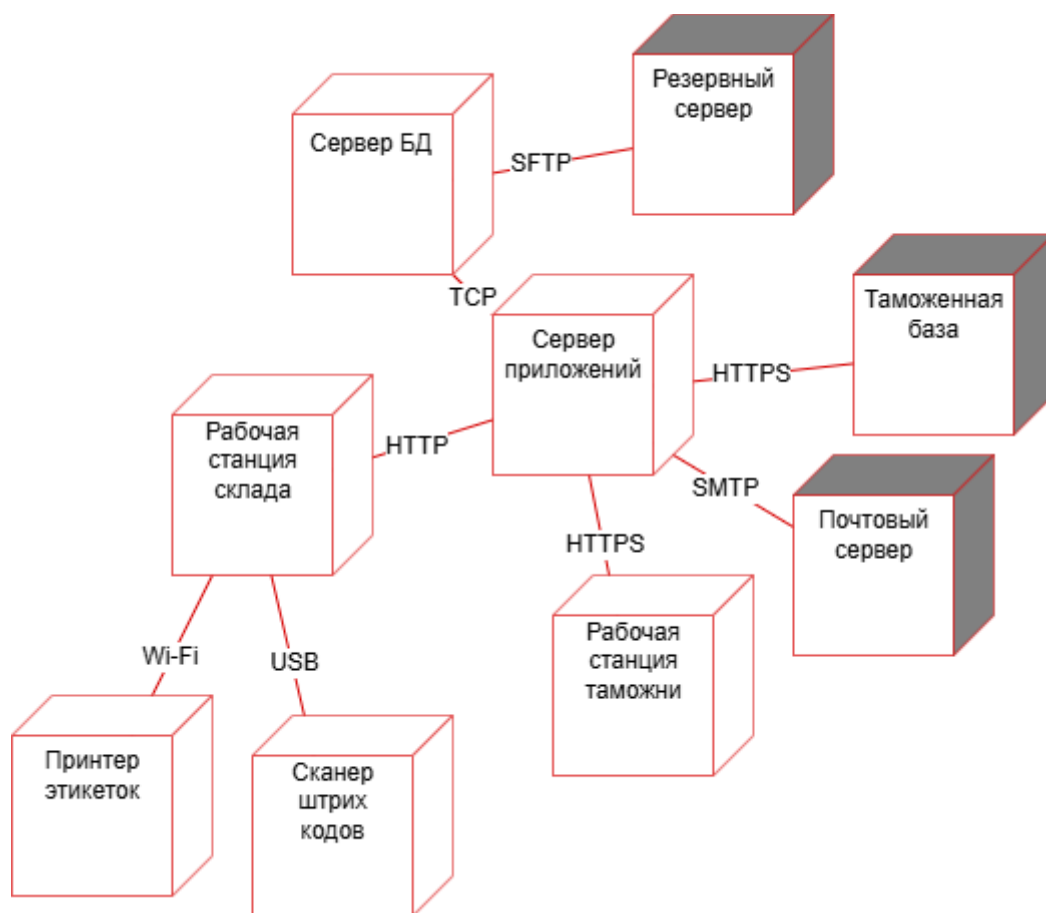 Резервный
сервер
Сервер БД
SFTP
TCP
Таможенная
база
Сервер
приложений
HTTPS
Рабочая
станция
склада
HTTP
SMTP
Почтовый
сервер
HTTPS
Рабочая
станция
таможни
Wi-Fi
USB
Принтер
этикеток
Сканер
штрих
кодов